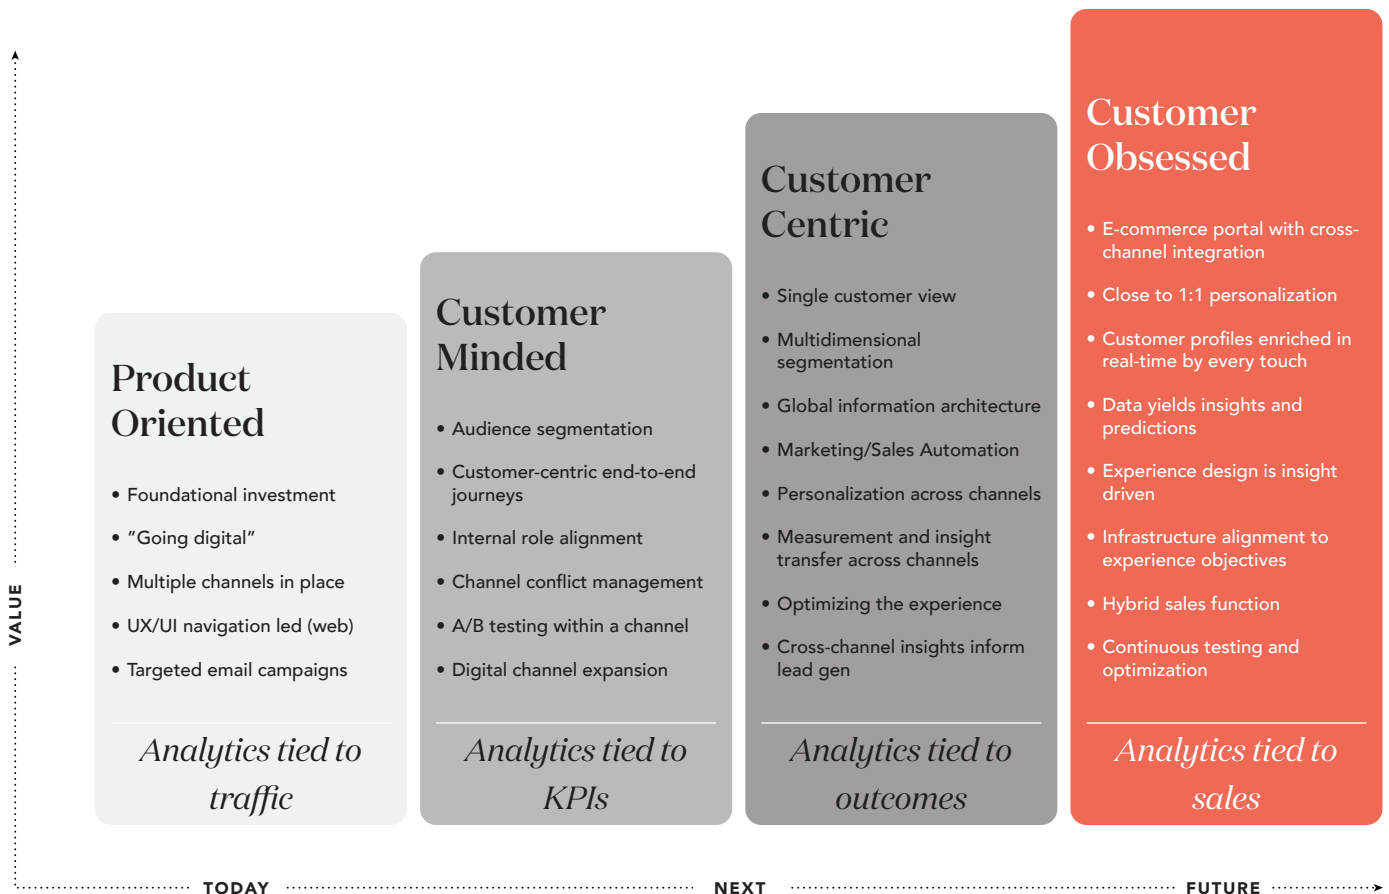 VALUE
Product
Oriented
• Foundational investment
• ”Going digital”
• Multiple channels in place
• UX/UI navigation led (web)
• Targeted email campaigns
Analytics tied to
traffic
Customer
Minded
• Audience segmentation
• Customer-centric end-to-end
journeys
• Internal role alignment
• Channel conflict management
• A/B testing within a channel
• Digital channel expansion
Analytics tied to
KPIs
Customer
Centric
• Single customer view
• Multidimensional
segmentation
• Global information architecture
• Marketing/Sales Automation
• Personalization across channels
• Measurement and insight
transfer across channels
• Optimizing the experience
• Cross-channel insights inform
lead gen
Analytics tied to
outcomes
Customer
Obsessed
• E-commerce portal with cross-
channel integration
• Close to 1:1 personalization
• Customer profiles enriched in
real-time by every touch
• Data yields insights and
predictions
• Experience design is insight
driven
• Infrastructure alignment to
experience objectives
• Hybrid sales function
• Continuous testing and
optimization
Analytics tied to
sales
TODAY
NEXT
FUTURE